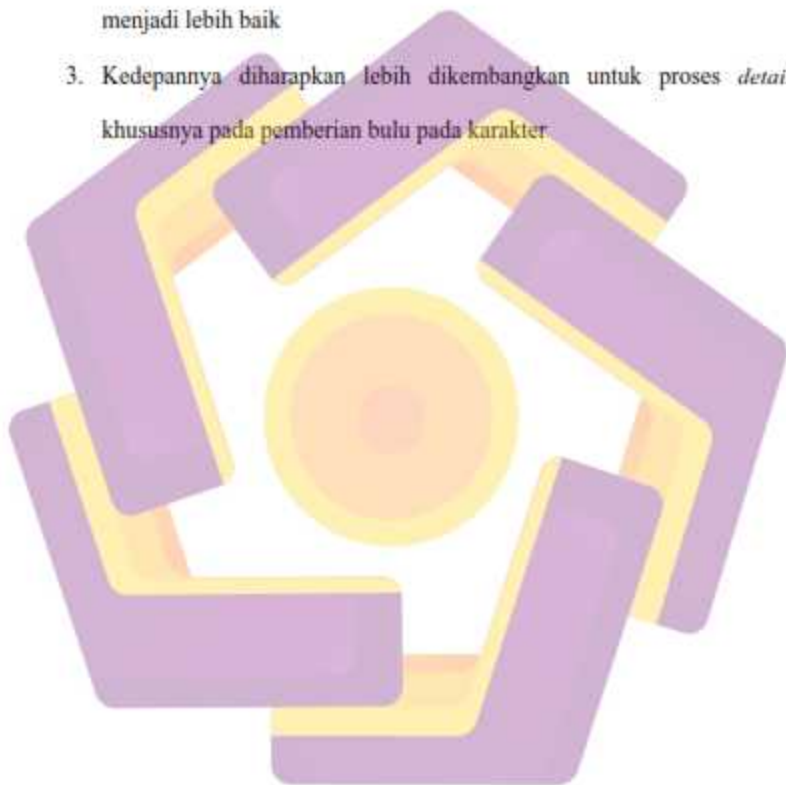 menjadi lebih baik
3. Kedepannya diharapkan lebih dikembangkan untuk proses detai
khususnya pada pemberian bulu pada karakter